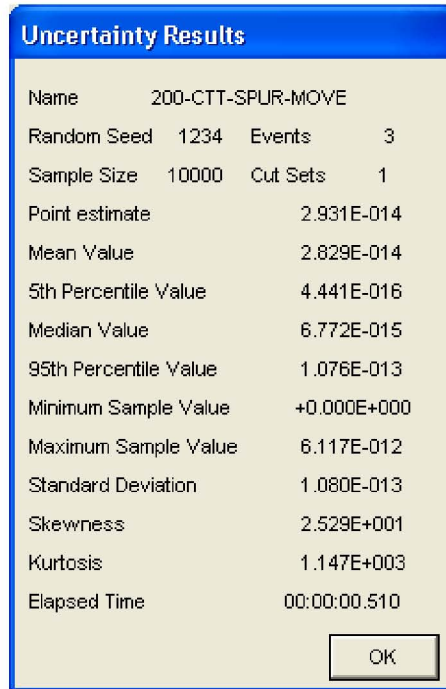 Uncertainty Results
Name 200-CTT-SPUR-MOVE
Random Seed 1234 Events 3
Sample Size 10000 Cut Sets 1
Point estimate 2.931E-014
Mean Value 2.829E-014
5th Percentile Value 4.441E-016
Median Value 6.772E-015
95th Percentile Value 1.076E-013
Minimum Sample Value +0.000E+000
Maximum Sample Value 6.117E-012
Standard Deviation 1.080E-013
Skewness 2.529E+001
Kurtosis 1.147E+003
Elapsed Time 00:00:00.510
OK